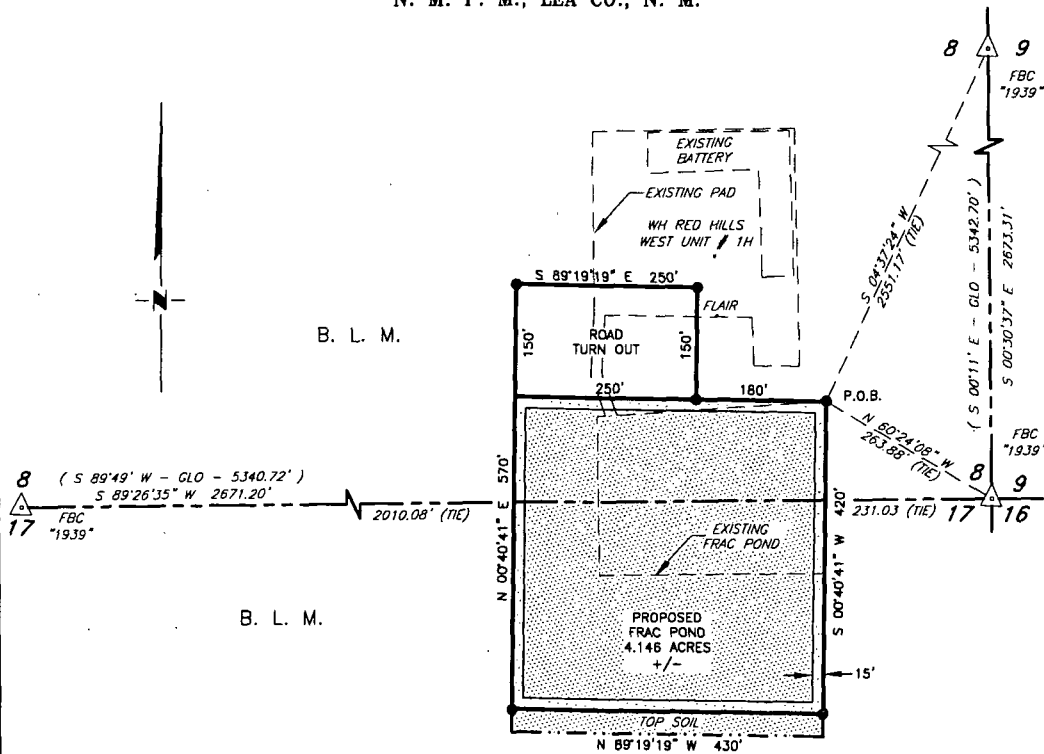 N. M. P. M., LEA CO., N. M.
8 9
FBC
"1939"
EXISTING
BATTERY
EXISTING PAD
WH RED HILLS
WEST UNIT # 1H
S 04°37'24" W
2551.17' (TIE)
( S 00°11' E - GLO - 5342.70' )
S 00°30'37" E 2673.31'
S 89°19'19" E 250'
FLAIR
N
B. L. M.
150'
ROAD
TURN OUT
150'
250'
180'
P.O.B.
N 60°24'08" W
263.88' (TIE)
FBC
"1939"
8 9
17 16
8
17
( S 89°49' W - GLO - 5340.72' )
S 89°26'35" W 2671.20'
FBC
"1939"
2010.08' (TIE)
231.03 (TIE)
N 00°40'41" E 570'
EXISTING
FRAC POND
S 00°40'41" W 420'
B. L. M.
PROPOSED
FRAC POND
4.146 ACRES
+/-
15'
TOP SOIL
N 89°19'19" W 430'